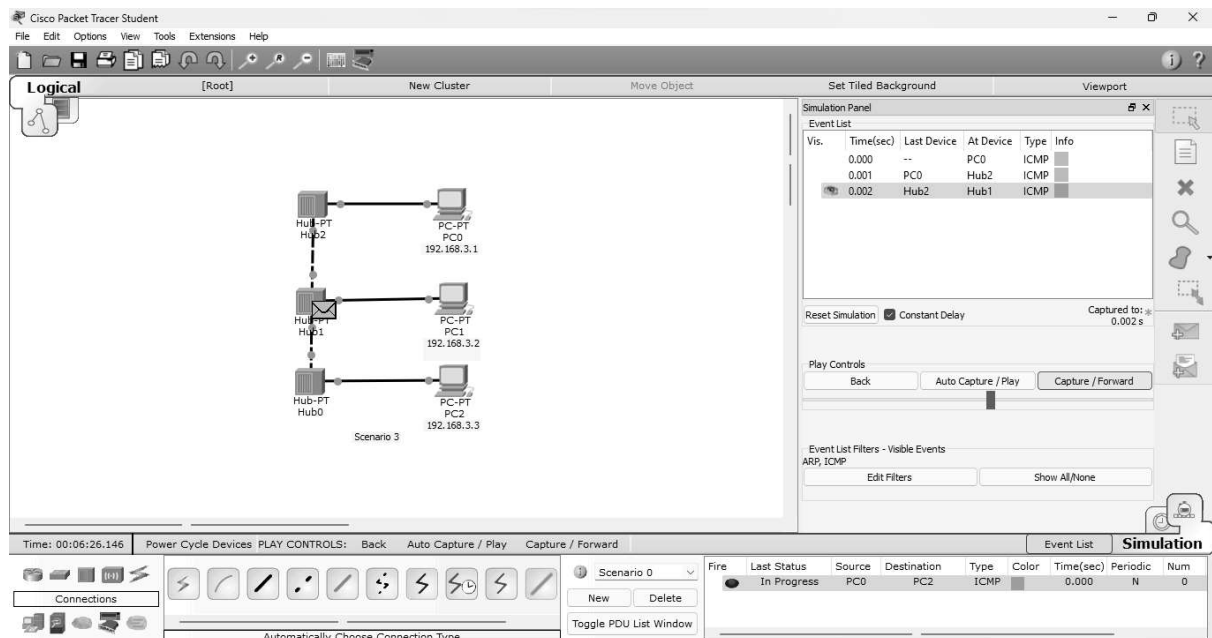 Cisco Packet Tracer Student
File Edit Options View Tools Extensions Help
Logical [Root] New Cluster Move Object Set Tiled Background Viewport
Simulation Panel
Event List
Vis. Time(sec) Last Device At Device Type Info
0.000 -- PC0 ICMP
0.001 PC0 Hub2 ICMP
0.002 Hub2 Hub1 ICMP
Reset Simulation Constant Delay Captured to: *
0.002 s
Play Controls
Back Auto Capture / Play Capture / Forward
Event List Filters - Visible Events
ARP, ICMP
Edit Filters Show All/None
Hub-PT
Hub2
PC-PT
PC0
192.168.3.1
Hub-PT
Hub1
PC-PT
PC1
192.168.3.2
Hub-PT
Hub0
PC-PT
PC2
192.168.3.3
Scenario 3
Time: 00:06:26.146 Power Cycle Devices PLAY CONTROLS: Back Auto Capture / Play Capture / Forward Event List Simulation
Connections
Automatically Choose Connection Type
Scenario 0
New Delete
Toggle PDU List Window
Fire Last Status Source Destination Type Color Time(sec) Periodic Num
In Progress PC0 PC2 ICMP 0.000 N 0